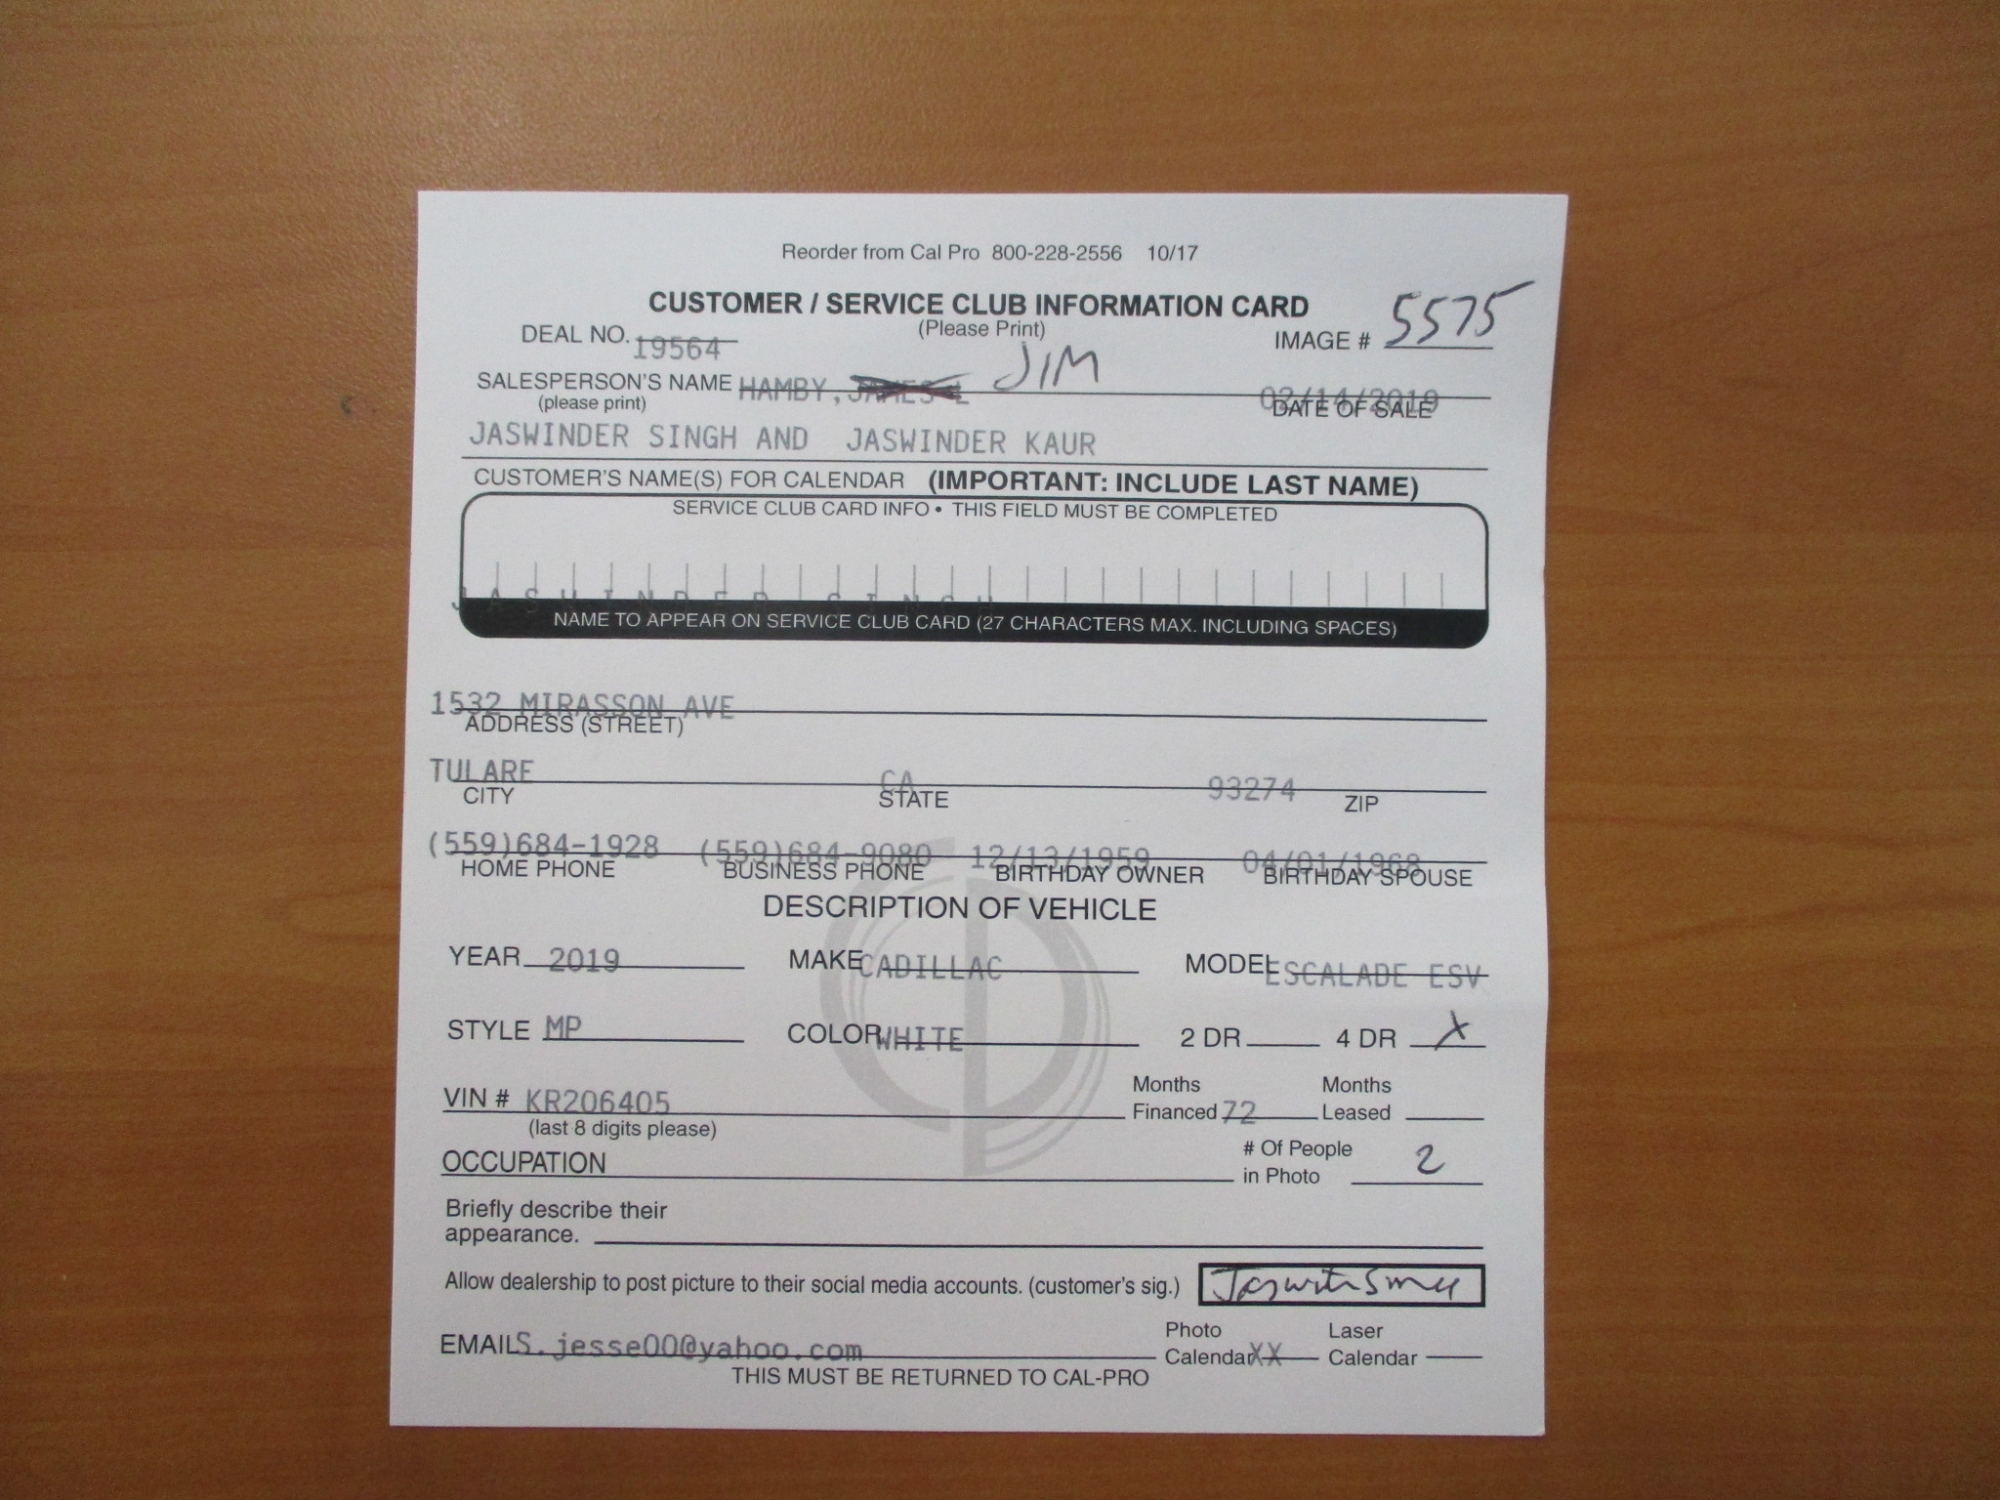 Reorder from Cal Pro 800-228-2556 10/17
CUSTOMER / SERVICE CLUB INFORMATION CARD
(Please Print)
DEAL NO. 19564 IMAGE # 5575
SALESPERSON'S NAME HAMBY, JAMES L JIM 02/14/2019
(please print) DATE OF SALE
JASWINDER SINGH AND JASWINDER KAUR
CUSTOMER'S NAME(S) FOR CALENDAR (IMPORTANT: INCLUDE LAST NAME)
SERVICE CLUB CARD INFO • THIS FIELD MUST BE COMPLETED
JASWINDER SINGH
NAME TO APPEAR ON SERVICE CLUB CARD (27 CHARACTERS MAX. INCLUDING SPACES)
1532 MIRASSON AVE
ADDRESS (STREET)
TULARE CA 93274
CITY STATE ZIP
(559)684-1928 (559)684-9080 12/13/1959 04/01/1968
HOME PHONE BUSINESS PHONE BIRTHDAY OWNER BIRTHDAY SPOUSE
DESCRIPTION OF VEHICLE
YEAR 2019 MAKE CADILLAC MODEL ESCALADE ESV
STYLE MP COLOR WHITE 2 DR 4 DR X
VIN # KR206405 Months Financed 72 Months Leased
(last 8 digits please)
OCCUPATION # Of People in Photo 2
Briefly describe their
appearance.
Allow dealership to post picture to their social media accounts. (customer's sig.)
EMAIL S.jesse00@yahoo.com Photo Calendar XX Laser Calendar
THIS MUST BE RETURNED TO CAL-PRO